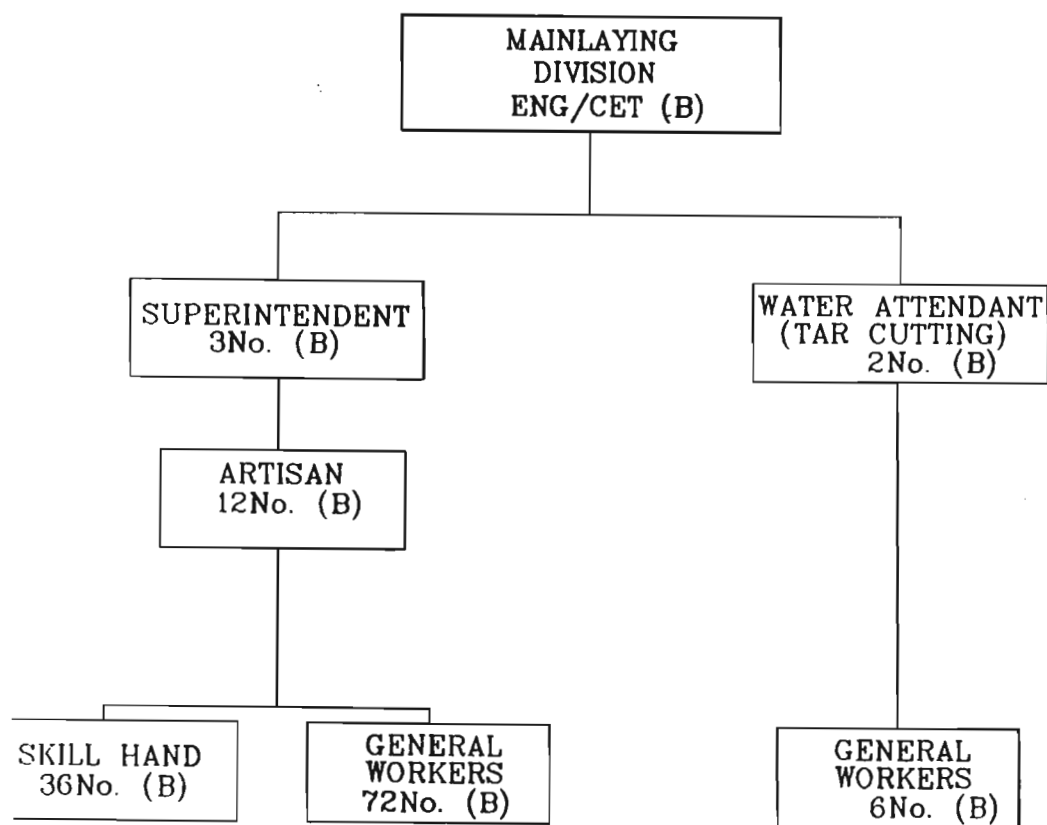 MAINLAYING
DIVISION
ENG/CET (B)
SUPERINTENDENT
3No. (B)
WATER ATTENDANT
(TAR CUTTING)
2No. (B)
ARTISAN
12No. (B)
SKILL HAND
36No. (B)
GENERAL
WORKERS
72No. (B)
GENERAL
WORKERS
6No. (B)